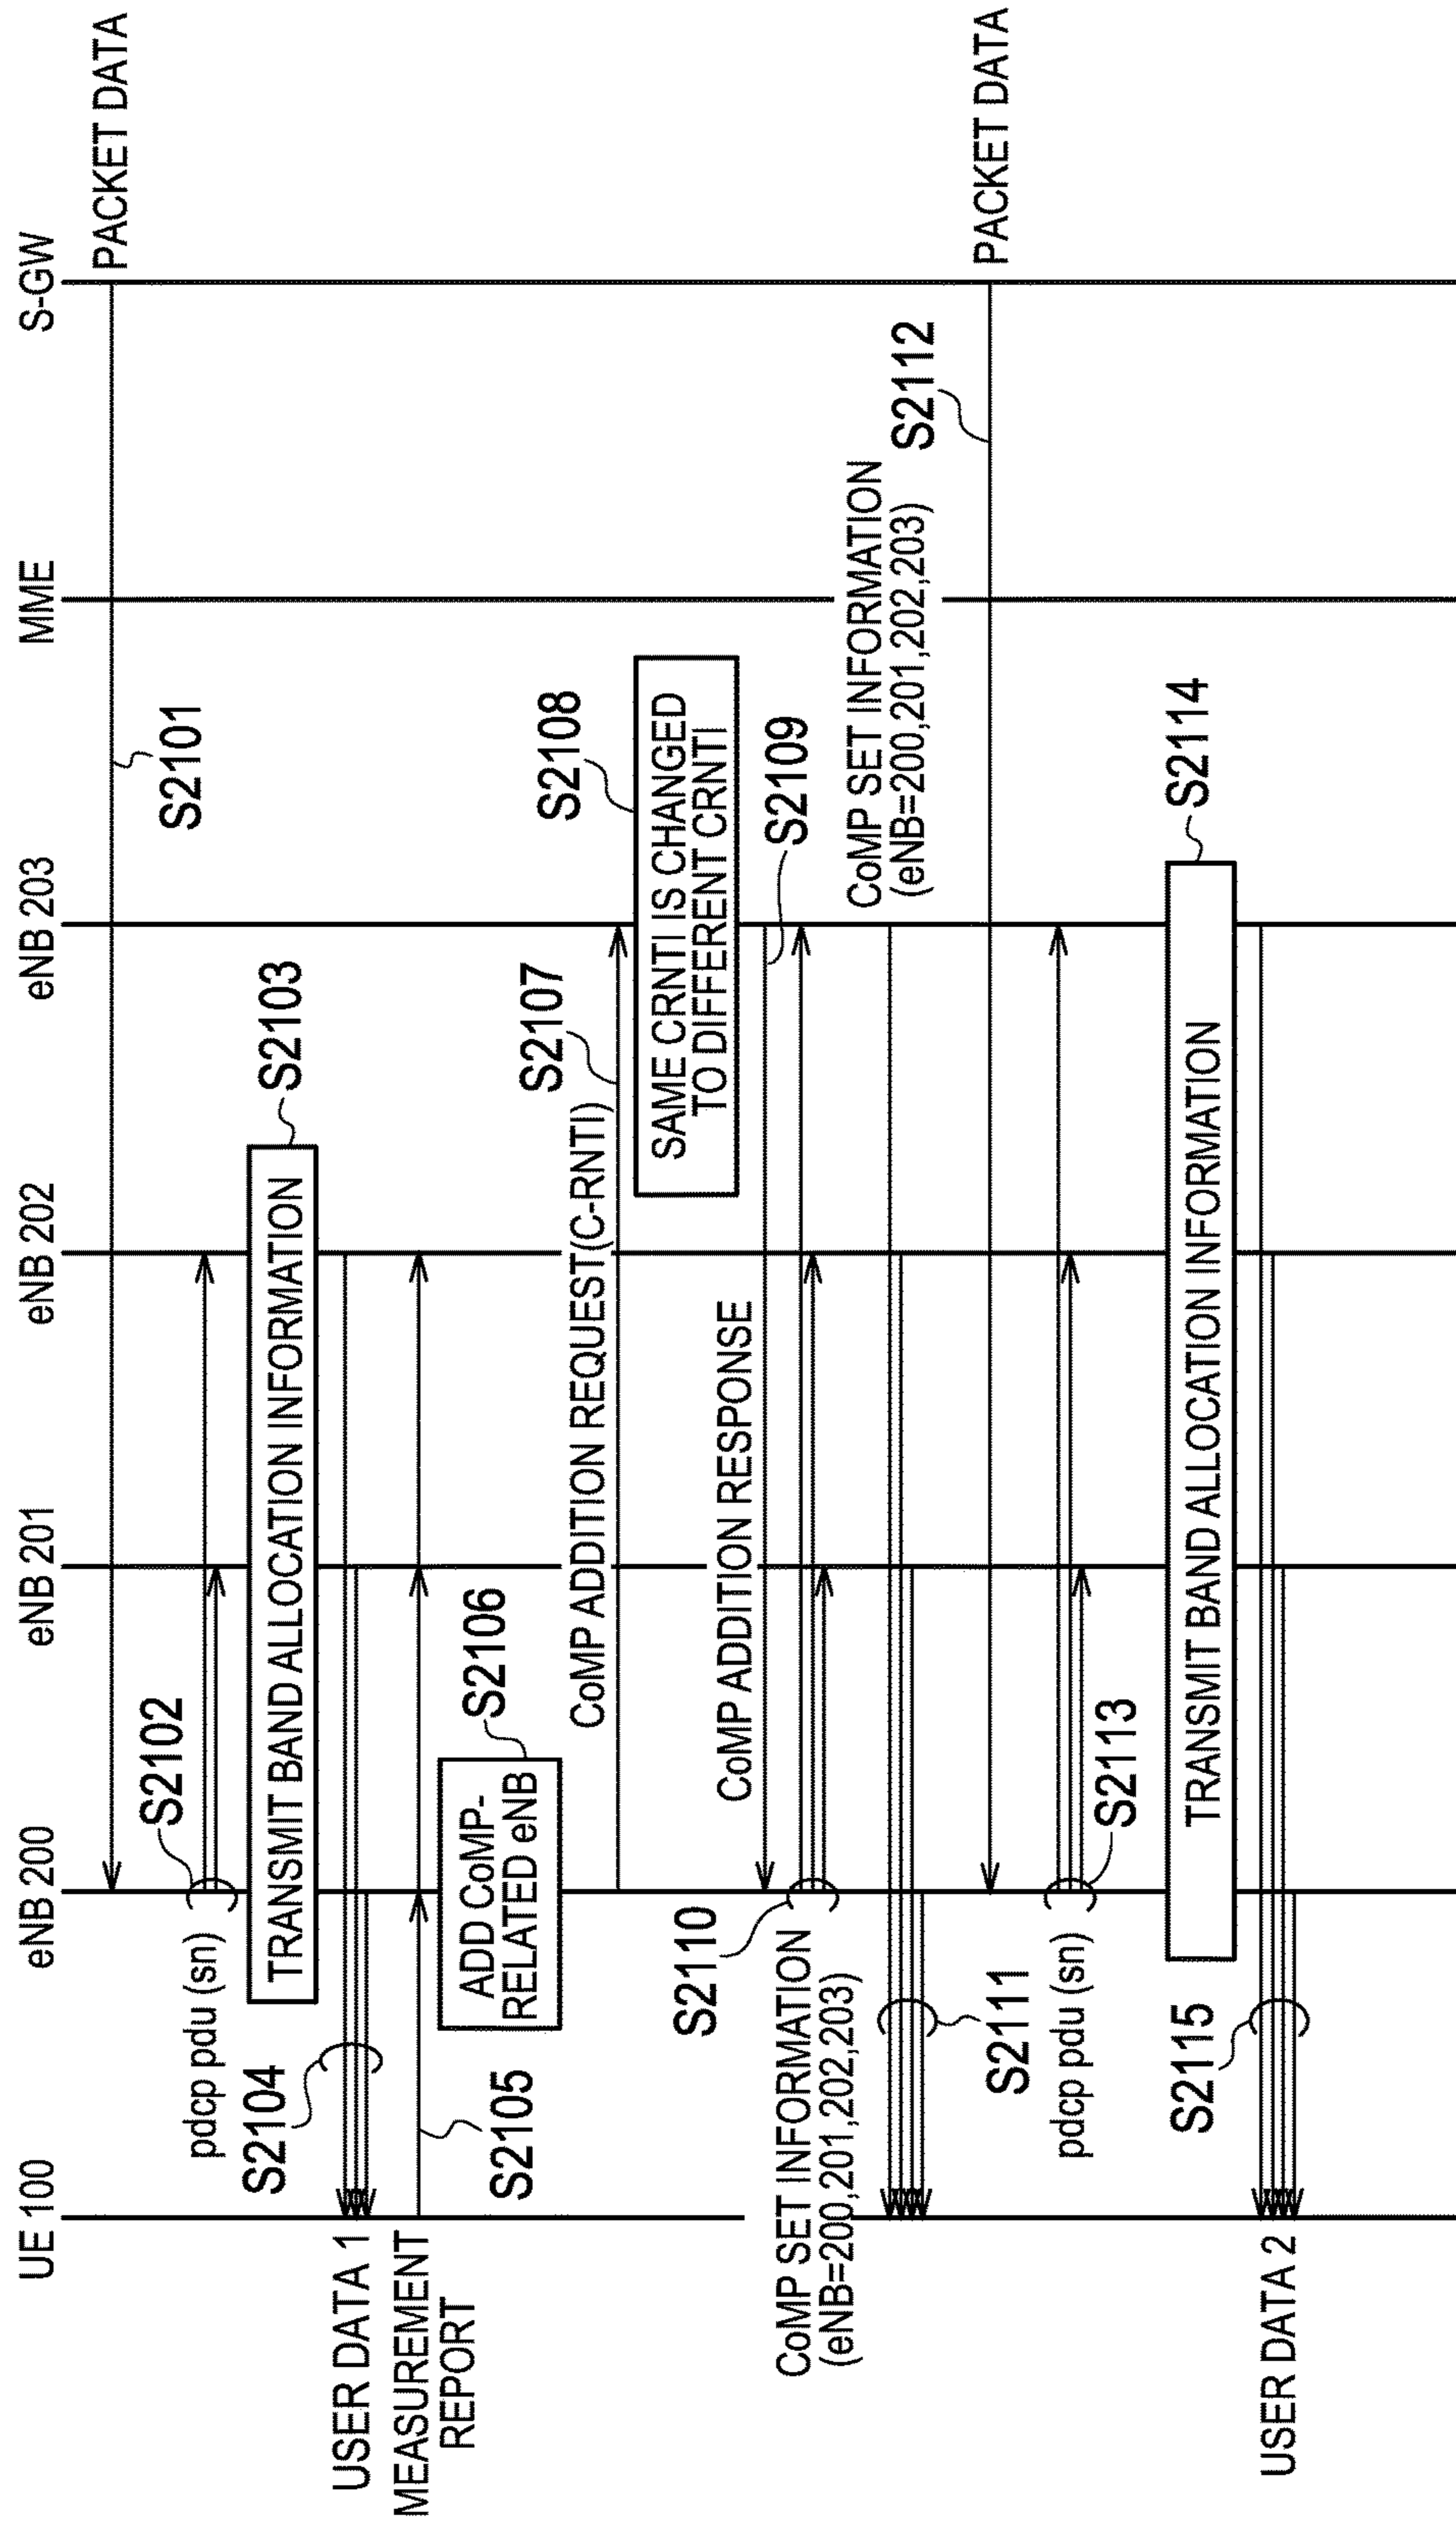 UE 100
eNB 200
eNB 201
eNB 202
eNB 203
MME
S-GW
PACKET DATA
S2101
S2102
pdcp pdu (sn)
TRANSMIT BAND ALLOCATION INFORMATION
S2103
S2104
USER DATA 1
MEASUREMENT
REPORT
S2105
ADD CoMP-
RELATED eNB
S2106
CoMP ADDITION REQUEST(C-RNTI)
S2107
SAME CRNTI IS CHANGED
TO DIFFERENT CRNTI
S2108
CoMP ADDITION RESPONSE
S2109
S2110
CoMP SET INFORMATION
(eNB=200,201,202,203)
CoMP SET INFORMATION
(eNB=200,201,202,203)
S2111
S2112
PACKET DATA
pdcp pdu (sn)
S2113
TRANSMIT BAND ALLOCATION INFORMATION
S2114
S2115
USER DATA 2